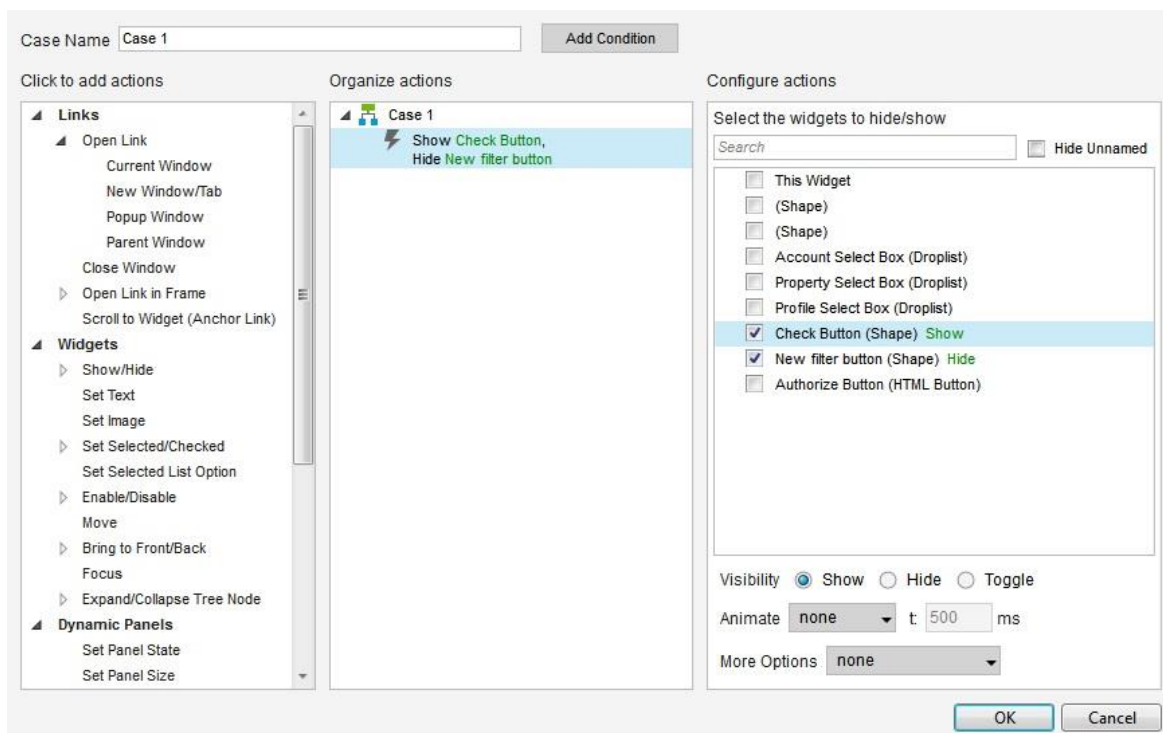 Case Name Case 1 Add Condition
Click to add actions
Links
Open Link
Current Window
New Window/Tab
Popup Window
Parent Window
Close Window
Open Link in Frame
Scroll to Widget (Anchor Link)
Widgets
Show/Hide
Set Text
Set Image
Set Selected/Checked
Set Selected List Option
Enable/Disable
Move
Bring to Front/Back
Focus
Expand/Collapse Tree Node
Dynamic Panels
Set Panel State
Set Panel Size
Organize actions
Case 1
Show Check Button,
Hide New filter button
Configure actions
Select the widgets to hide/show
Search Hide Unnamed
This Widget
(Shape)
(Shape)
Account Select Box (Droplist)
Property Select Box (Droplist)
Profile Select Box (Droplist)
Check Button (Shape) Show
New filter button (Shape) Hide
Authorize Button (HTML Button)
Visibility Show Hide Toggle
Animate none t: 500 ms
More Options none
OK Cancel